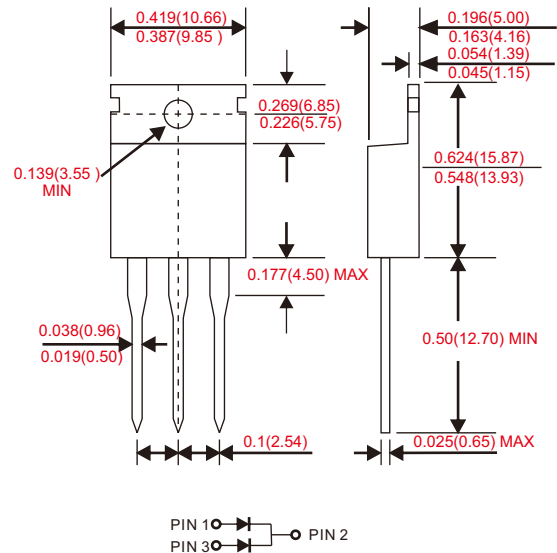 0.419(10.66)
0.387(9.85 )
0.196(5.00)
0.163(4.16)
0.054(1.39)
0.045(1.15)
0.269(6.85)
0.226(5.75)
0.139(3.55 )
MIN
0.624(15.87)
0.548(13.93)
0.177(4.50) MAX
0.038(0.96)
0.019(0.50)
0.50(12.70) MIN
0.1(2.54)
0.025(0.65) MAX
PIN 1
PIN 2
PIN 3